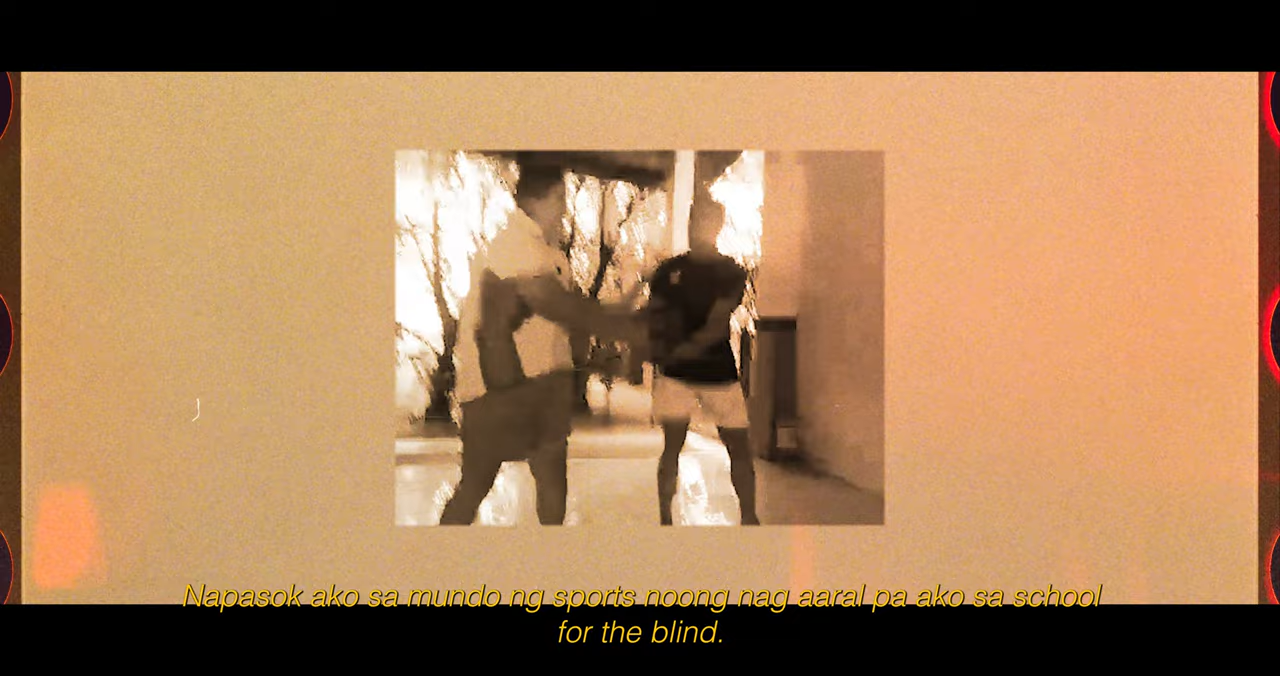 Napasok ako sa mundo ng sports noong nag aaral pa ako sa school
for the blind.